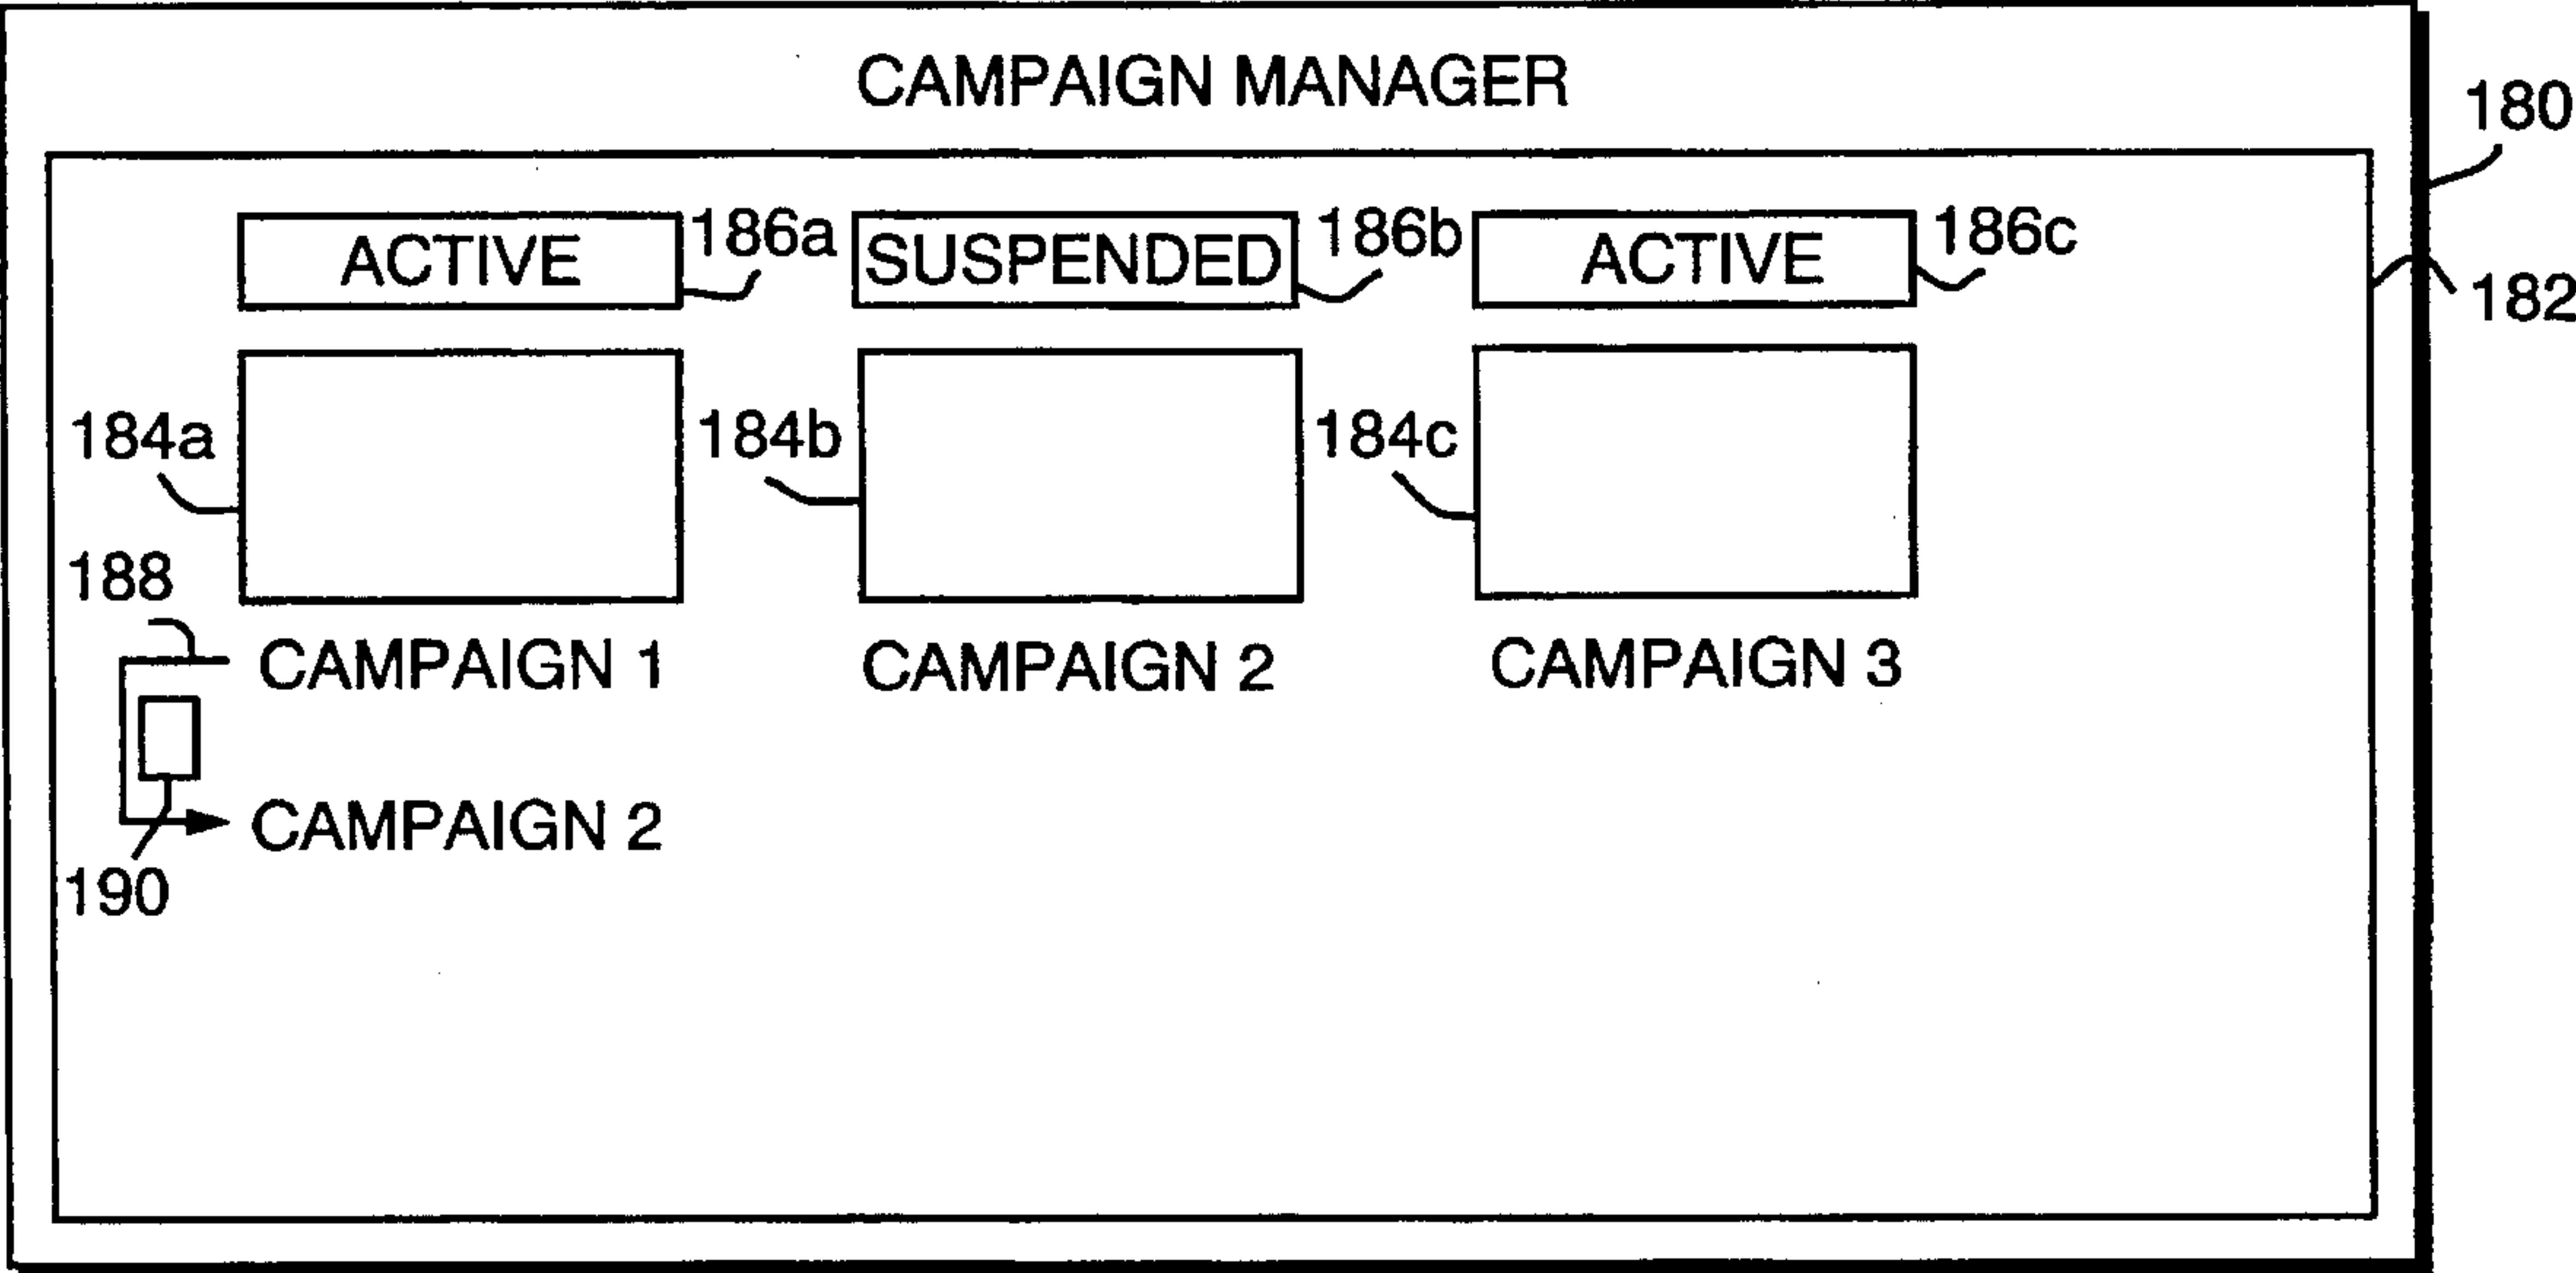 CAMPAIGN MANAGER
180
ACTIVE 186a SUSPENDED 186b ACTIVE 186c
182
184a 184b 184c
188
CAMPAIGN 1 CAMPAIGN 2 CAMPAIGN 3
CAMPAIGN 2
190